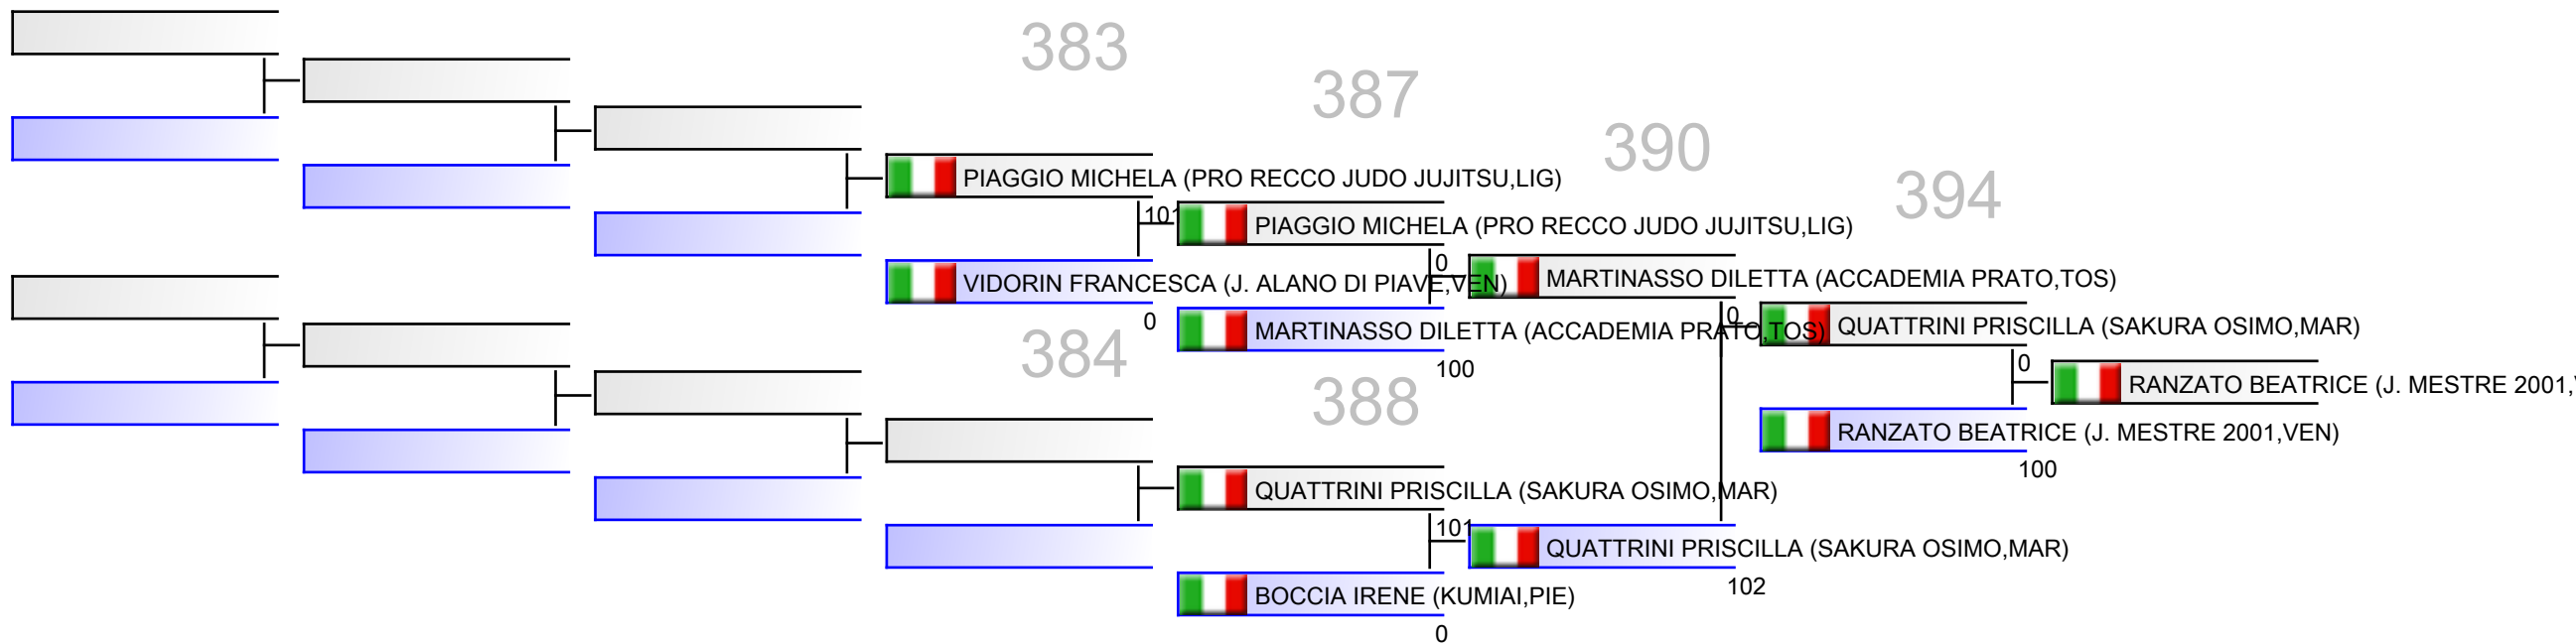 383
387
390
394
PIAGGIO MICHELA (PRO RECCO JUDO JUJITSU,LIG)
101
PIAGGIO MICHELA (PRO RECCO JUDO JUJITSU,LIG)
VIDORIN FRANCESCA (J. ALANO DI PIAVE,VEN)
0
0
MARTINASSO DILETTA (ACCADEMIA PRATO,TOS)
MARTINASSO DILETTA (ACCADEMIA PRATO,TOS)
100
0
QUATTRINI PRISCILLA (SAKURA OSIMO,MAR)
0
RANZATO BEATRICE (J. MESTRE 2001,
RANZATO BEATRICE (J. MESTRE 2001,VEN)
100
384
388
QUATTRINI PRISCILLA (SAKURA OSIMO,MAR)
101
QUATTRINI PRISCILLA (SAKURA OSIMO,MAR)
102
BOCCIA IRENE (KUMIAI,PIE)
0